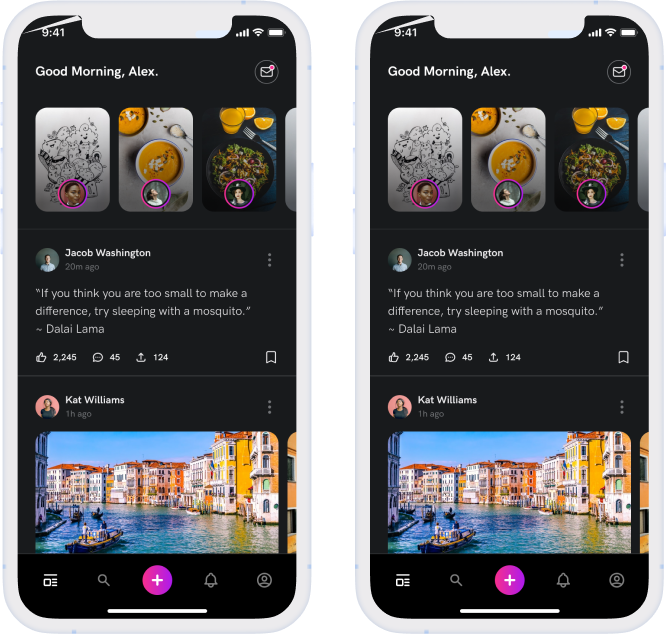 9:41
Good Morning, Alex.
Jacob Washington
20m ago
“If you think you are too small to make a
difference, try sleeping with a mosquito.”
~ Dalai Lama
2,245 45 124
Kat Williams
1h ago
9:41
Good Morning, Alex.
Jacob Washington
20m ago
“If you think you are too small to make a
difference, try sleeping with a mosquito.”
~ Dalai Lama
2,245 45 124
Kat Williams
1h ago